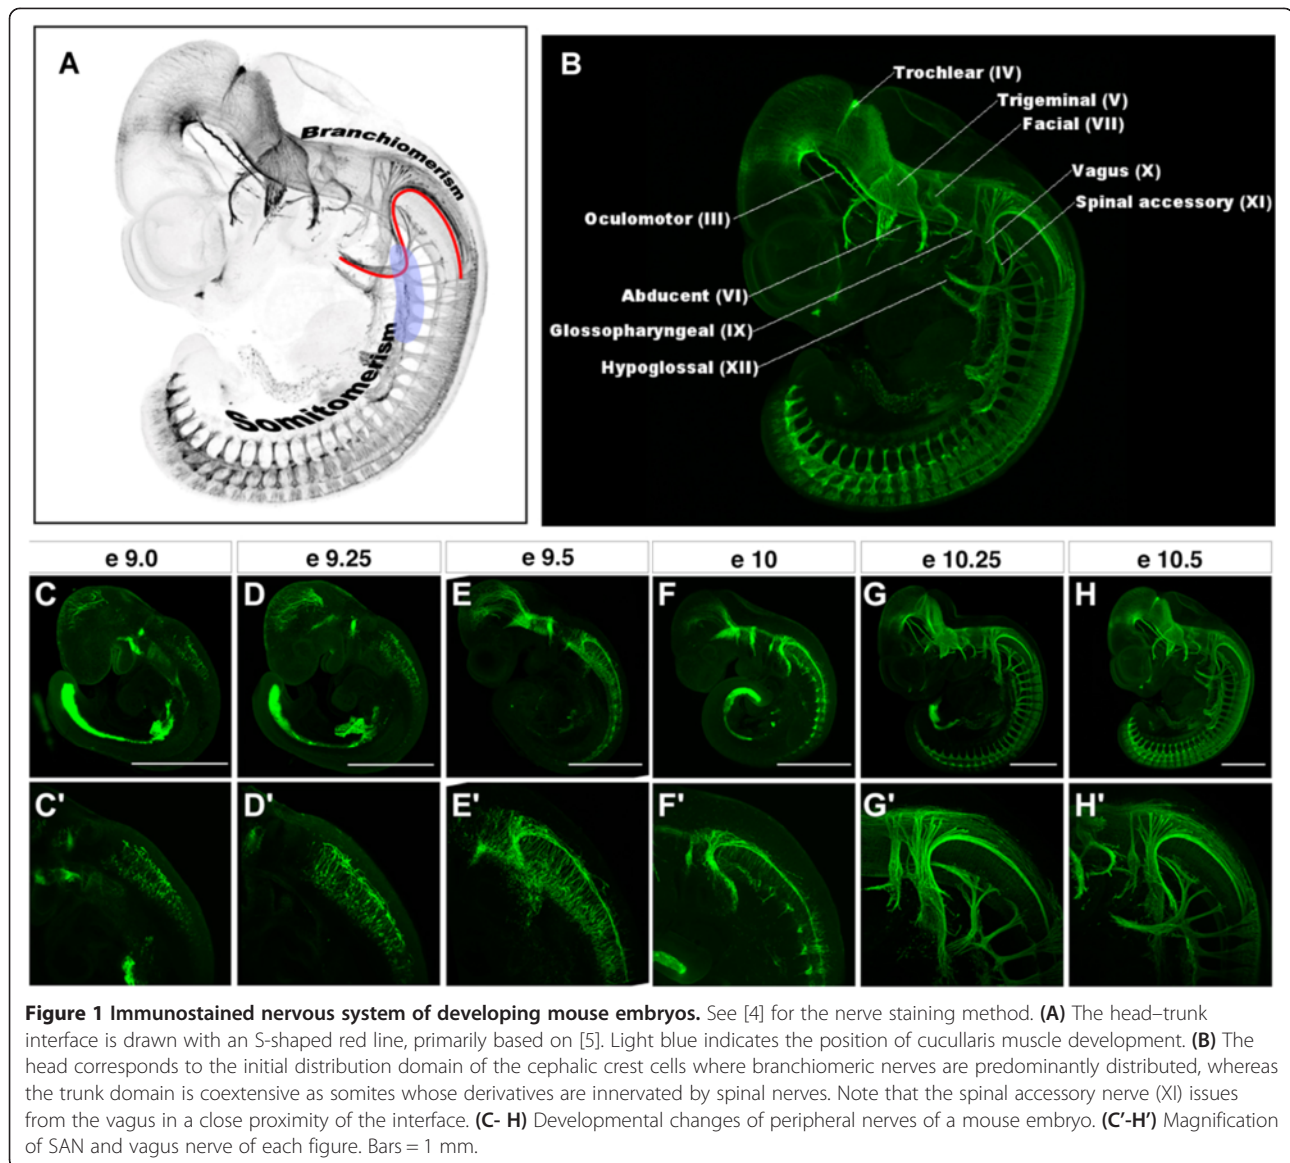 A
Branchiomerism
Somitomerism
B
Trochlear (IV)
Trigeminal (V)
Facial (VII)
Vagus (X)
Spinal accessory (XI)
Oculomotor (III)
Abducent (VI)
Glossopharyngeal (IX)
Hypoglossal (XII)
e 9.0
e 9.25
e 9.5
e 10
e 10.25
e 10.5
C
D
E
F
G
H
C'
D'
E'
F'
G'
H'
Figure 1 Immunostained nervous system of developing mouse embryos. See [4] for the nerve staining method. (A) The head–trunk
interface is drawn with an S-shaped red line, primarily based on [5]. Light blue indicates the position of cucullaris muscle development. (B) The
head corresponds to the initial distribution domain of the cephalic crest cells where branchiomeric nerves are predominantly distributed, whereas
the trunk domain is coextensive as somites whose derivatives are innervated by spinal nerves. Note that the spinal accessory nerve (XI) issues
from the vagus in a close proximity of the interface. (C- H) Developmental changes of peripheral nerves of a mouse embryo. (C’-H’) Magnification
of SAN and vagus nerve of each figure. Bars = 1 mm.